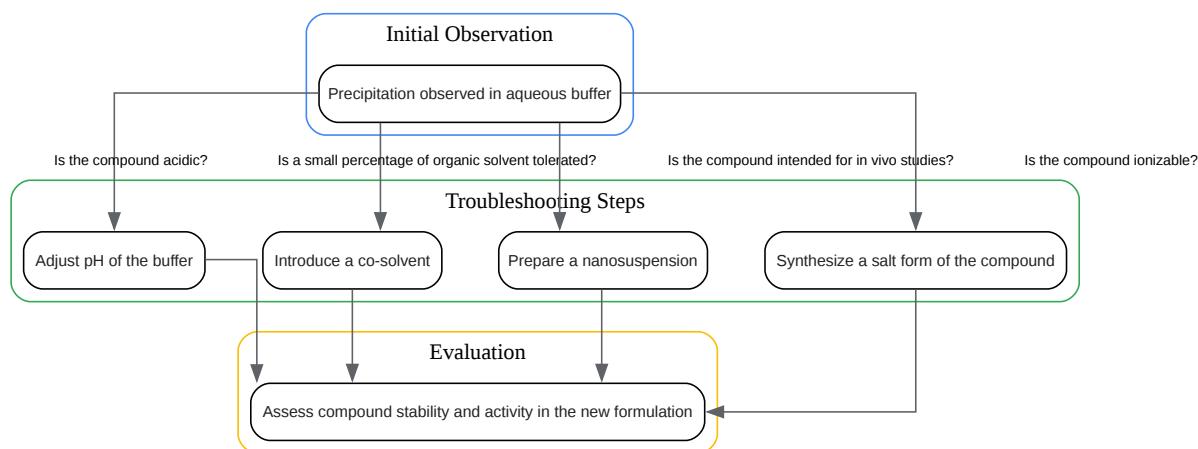 Initial Observation
Precipitation observed in aqueous buffer
Is the compound acidic?
Is a small percentage of organic solvent tolerated?
Is the compound intended for in vivo studies?
Is the compound ionizable?
Troubleshooting Steps
Adjust pH of the buffer
Introduce a co-solvent
Prepare a nanosuspension
Synthesize a salt form of the compound
Evaluation
Assess compound stability and activity in the new formulation